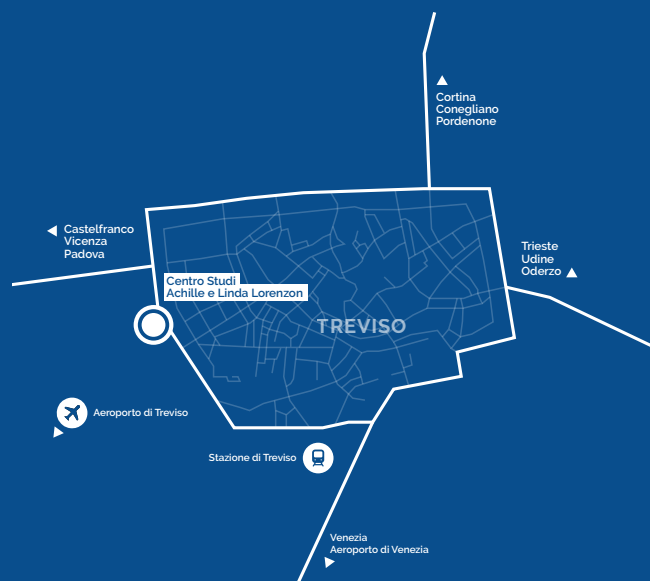 Cortina
Conegliano
Pordenone
Castelfranco
Vicenza
Padova
Trieste
Udine
Oderzo
Centro Studi
Achille e Linda Lorenzon
TREVISO
Aeroporto di Treviso
Stazione di Treviso
Venezia
Aeroporto di Venezia